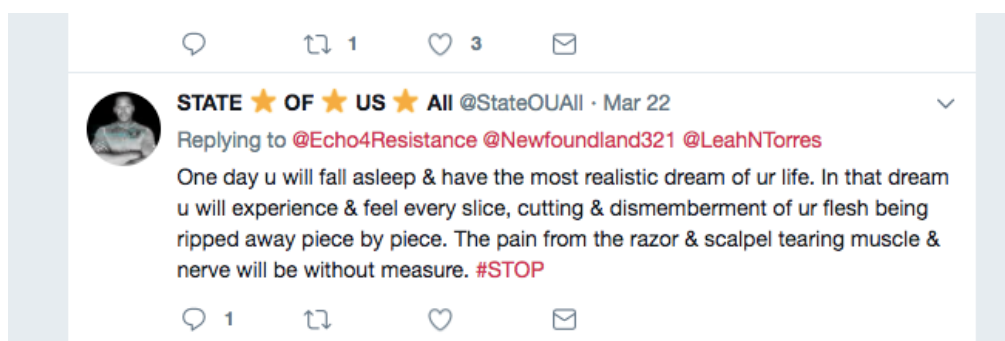 1 3
STATE ⭐ OF ⭐ US ⭐ All @StateOUAll · Mar 22
Replying to @Echo4Resistance @Newfoundland321 @LeahNTorres
One day u will fall asleep & have the most realistic dream of ur life. In that dream
u will experience & feel every slice, cutting & dismemberment of ur flesh being
ripped away piece by piece. The pain from the razor & scalpel tearing muscle &
nerve will be without measure. #STOP
1